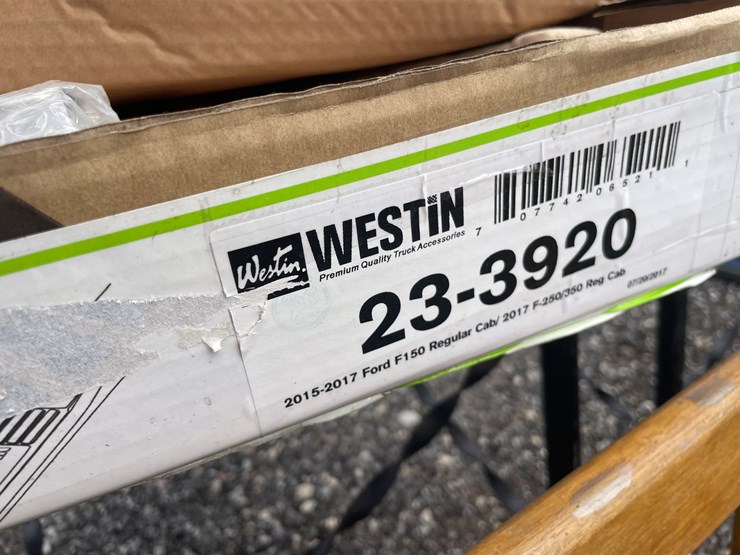 Westin.
WESTiN
Premium Quality Truck Accessories
7 07742 06521 1
23-3920
2015-2017 Ford F150 Regular Cab/ 2017 F-250/350 Reg Cab
07/20/2017